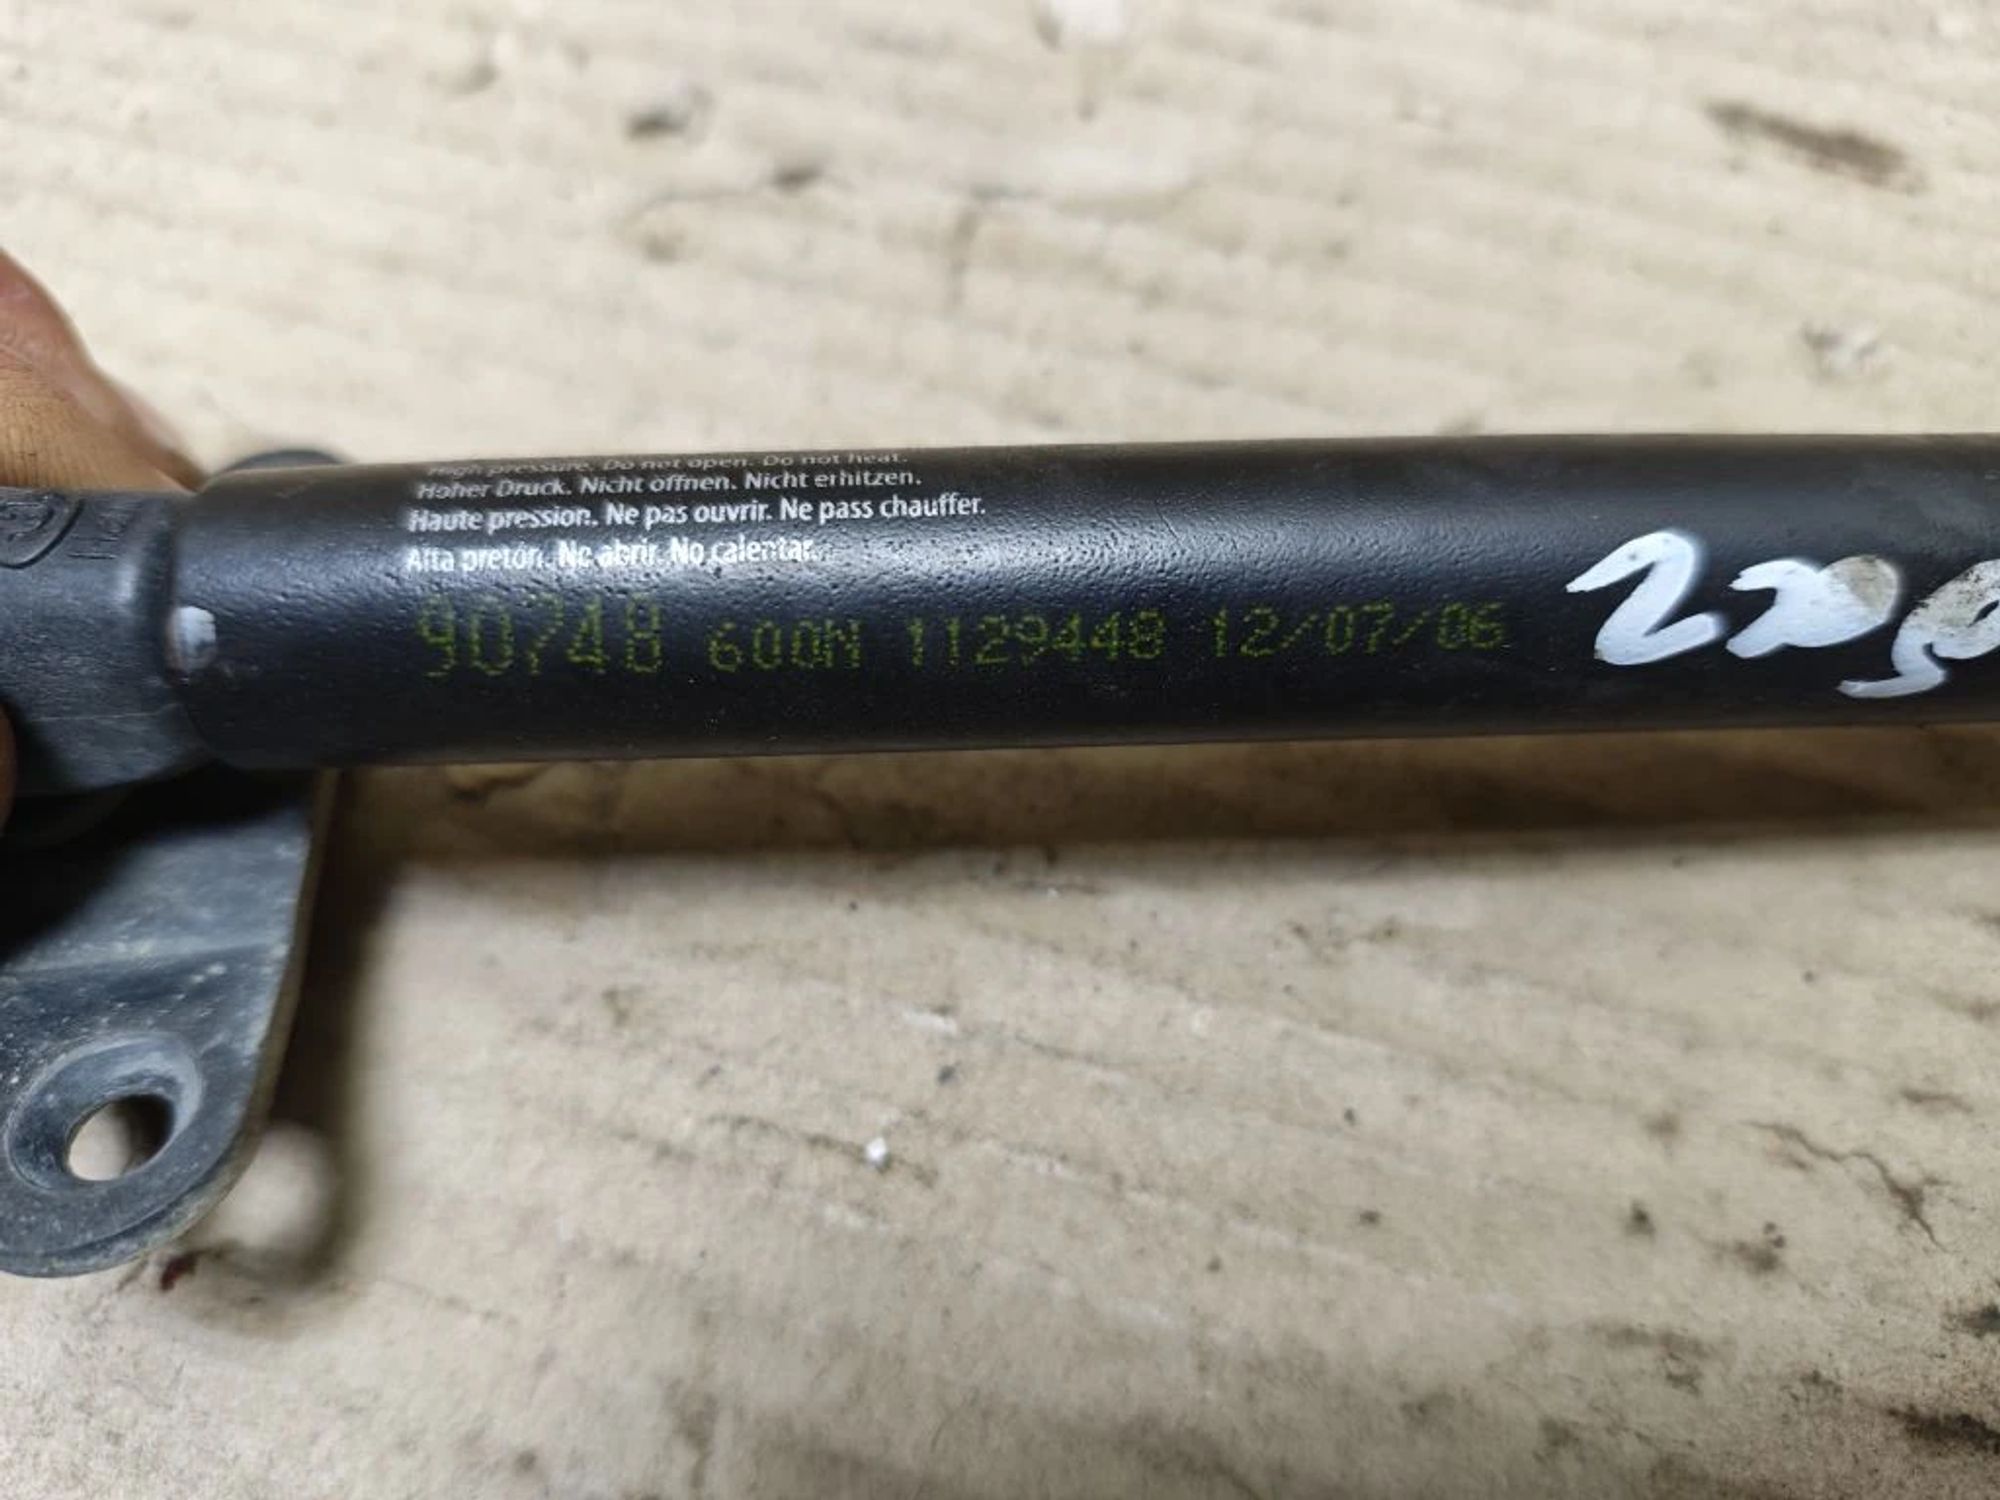 High pressure. Do not open. Do not heat.
Hoher Druck. Nicht offnen. Nicht erhitzen.
Haute pression. Ne pas ouvrir. Ne pass chauffer.
Alta pretón. No abrir. No calentar.
90748 600N 1129448 12/07/06